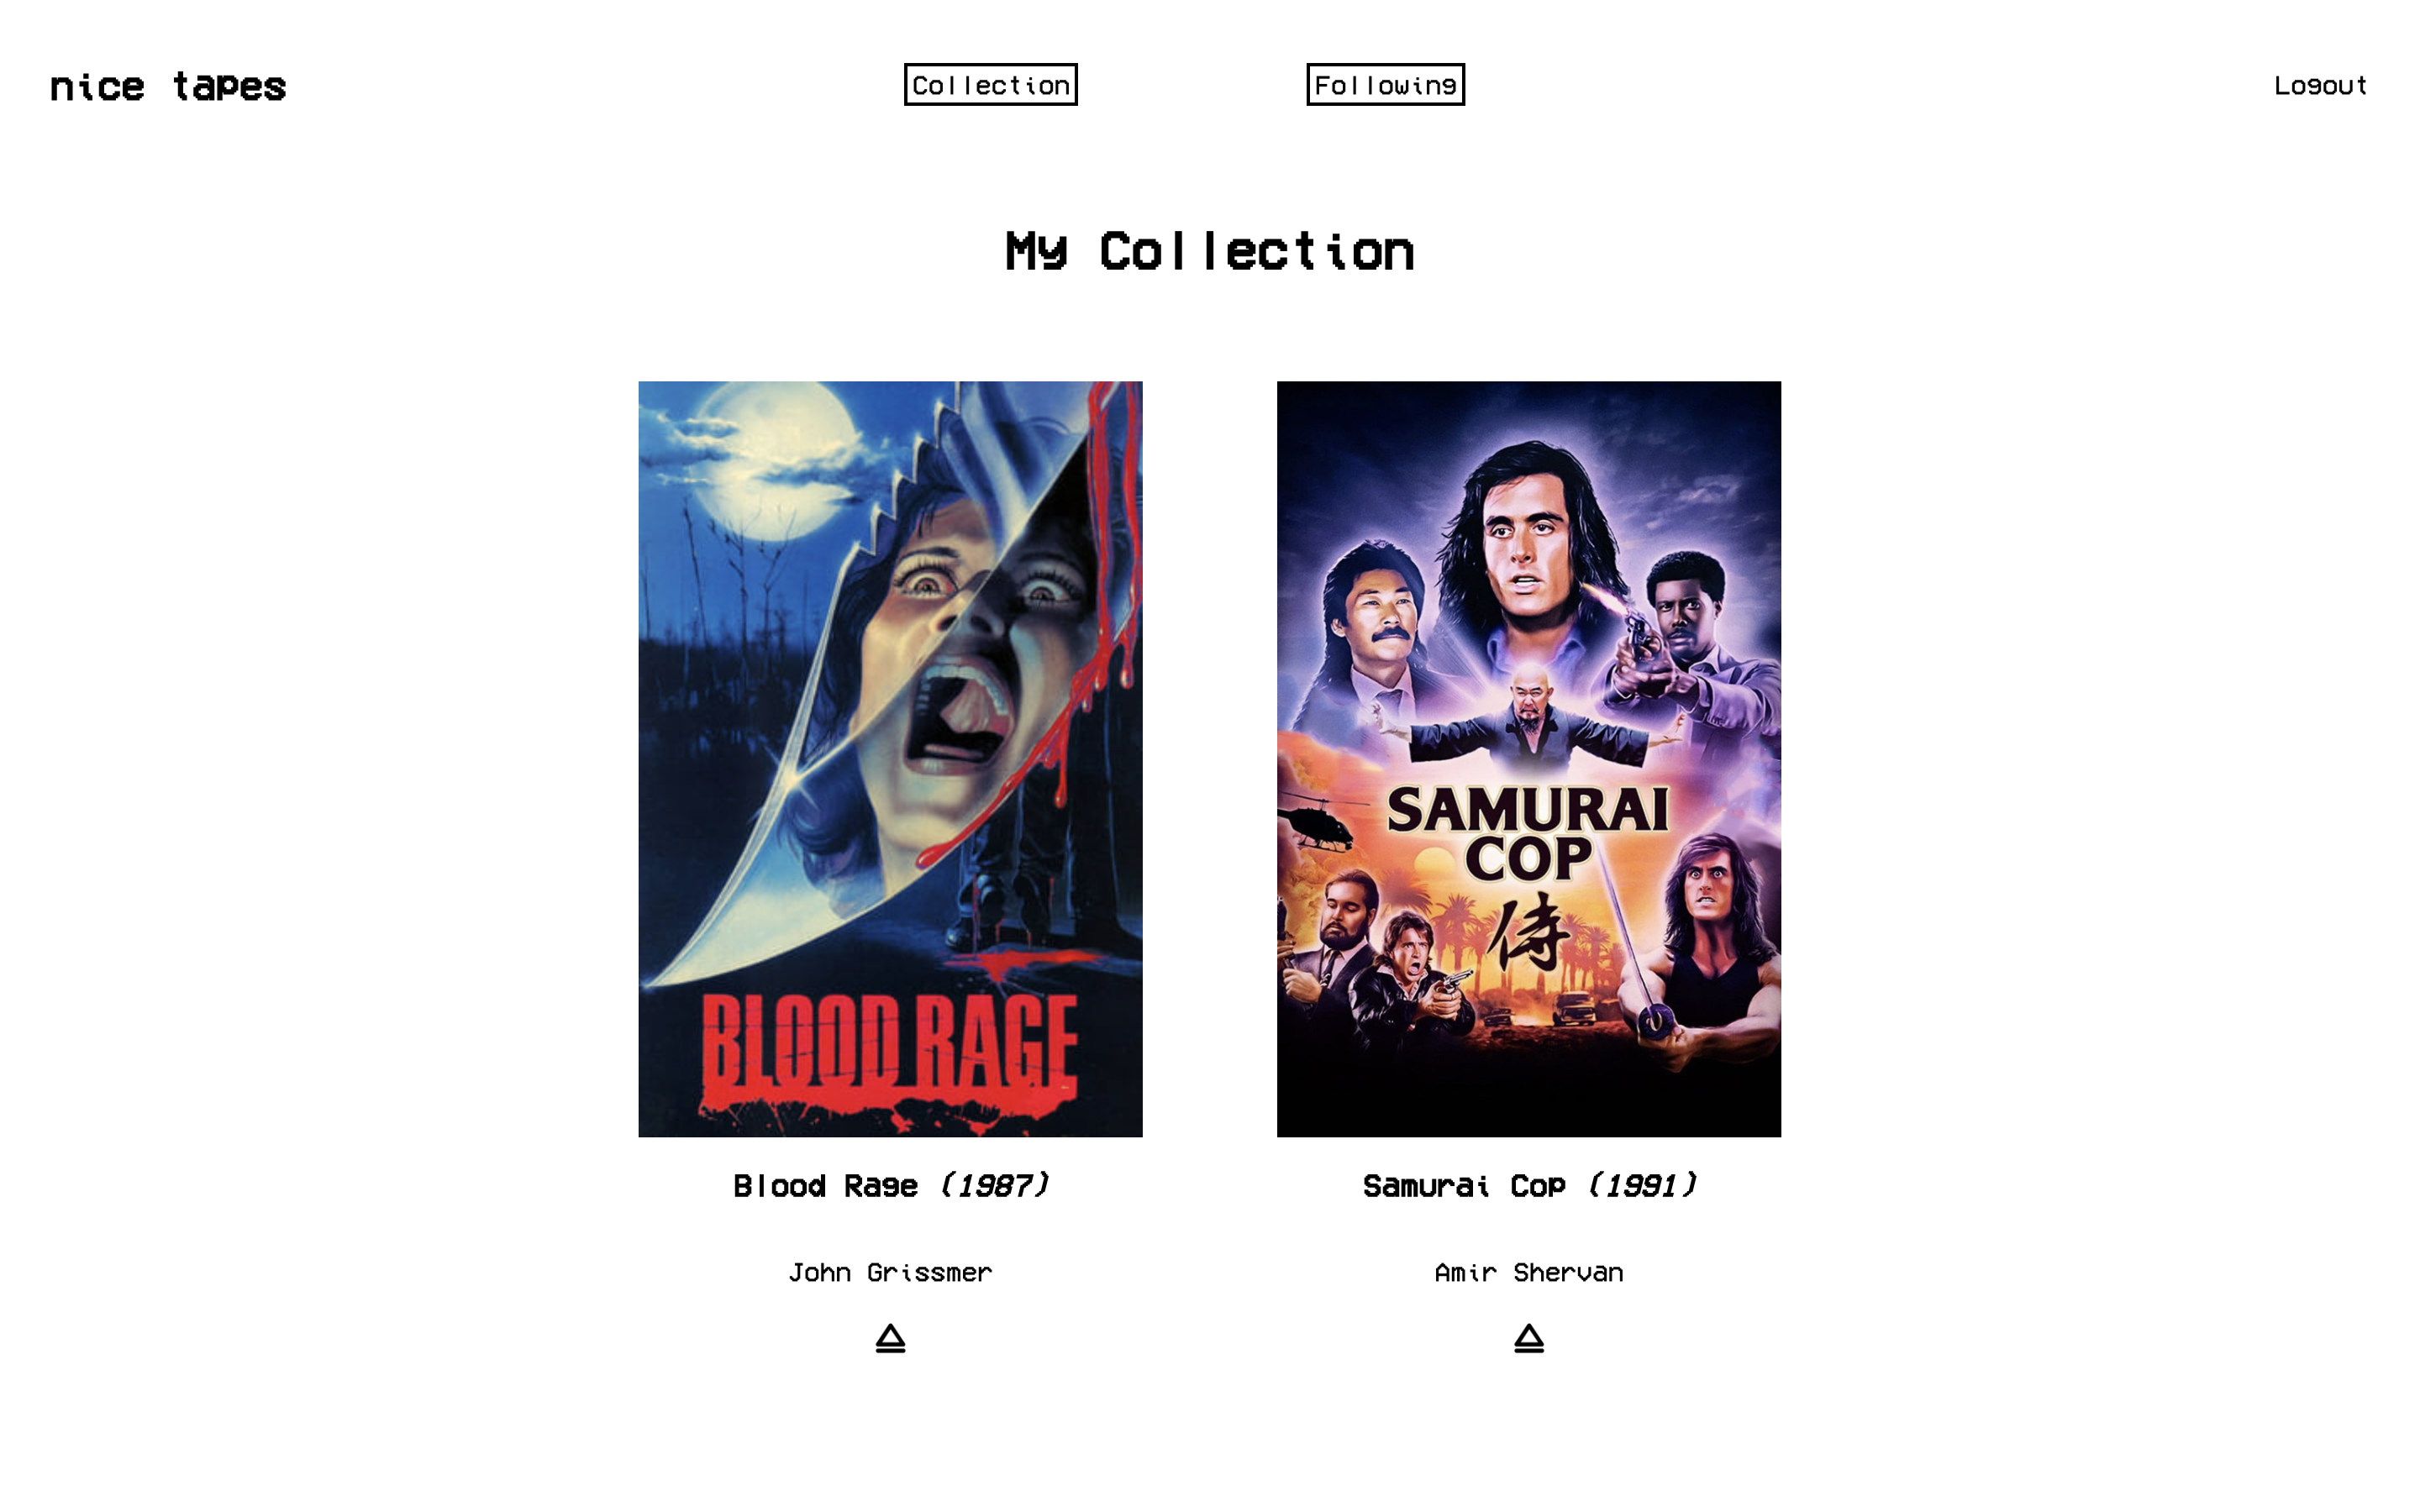 nice tapes
Collection
Following
Logout
My Collection
BLOOD RAGE
SAMURAI
COP
侍
Blood Rage (1987)
Samurai Cop (1991)
John Grissmer
Amir Shervan